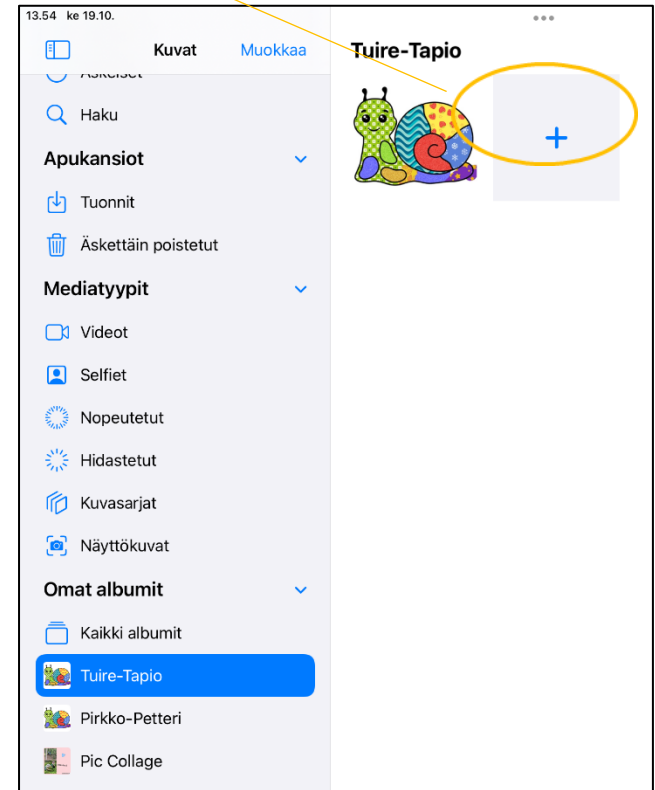 13.54 ke 19.10.
Kuvat
Muokkaa
Tuire-Tapio
Äskeiset
Haku
Apukansiot
Tuonnit
Äskettäin poistetut
Mediatyypit
Videot
Selfiet
Nopeutetut
Hidastetut
Kuvasarjat
Näyttökuvat
Omat albumit
Kaikki albumit
Tuire-Tapio
Pirkko-Petteri
Pic Collage